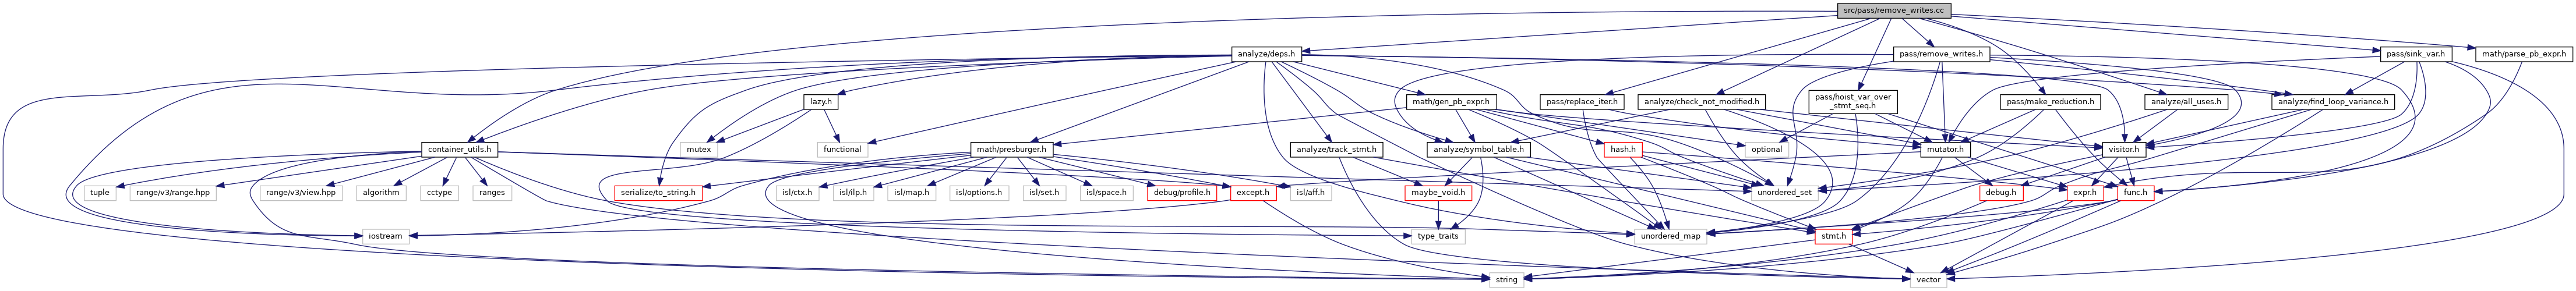 src/pass/remove_writes.cc
analyze/deps.h
pass/remove_writes.h
pass/sink_var.h
math/parse_pb_expr.h
lazy.h
math/gen_pb_expr.h
pass/replace_iter.h
analyze/check_not_modified.h
pass/hoist_var_over
_stmt_seq.h
pass/make_reduction.h
analyze/all_uses.h
analyze/find_loop_variance.h
container_utils.h
mutex
functional
math/presburger.h
analyze/track_stmt.h
analyze/symbol_table.h
hash.h
optional
mutator.h
visitor.h
tuple
range/v3/range.hpp
range/v3/view.hpp
algorithm
cctype
ranges
serialize/to_string.h
isl/ctx.h
isl/ilp.h
isl/map.h
isl/options.h
isl/set.h
isl/space.h
debug/profile.h
except.h
isl/aff.h
maybe_void.h
unordered_set
debug.h
expr.h
func.h
iostream
type_traits
unordered_map
stmt.h
string
vector